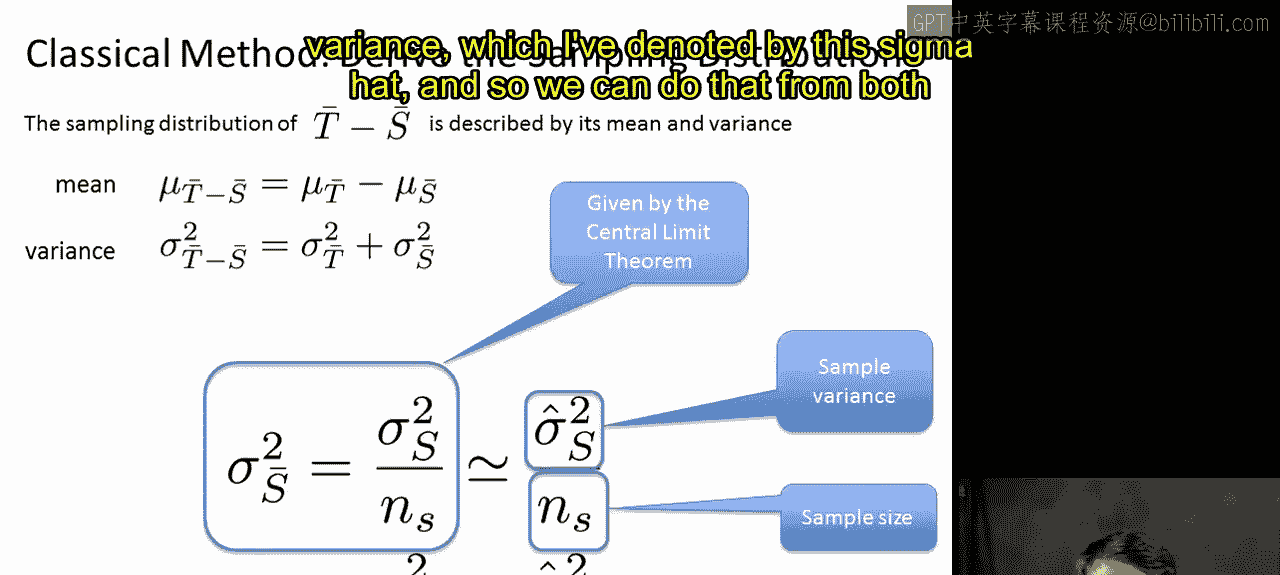 GPT中英字幕课程资源@bilibili.com
variance, which I've denoted by this sigma
hat, and so we can do that from both
Classical Method:
The sampling distribution of T̄ − S̄ is described by its mean and variance
mean μ_{T̄−S̄} = μ_T̄ − μ_S̄
variance σ²_{T̄−S̄} = σ²_T̄ + σ²_S̄
Given by the
Central Limit
Theorem
σ²_S̄ = σ²_S / n_s ≃ σ̂²_S / n_s
Sample
variance
Sample size